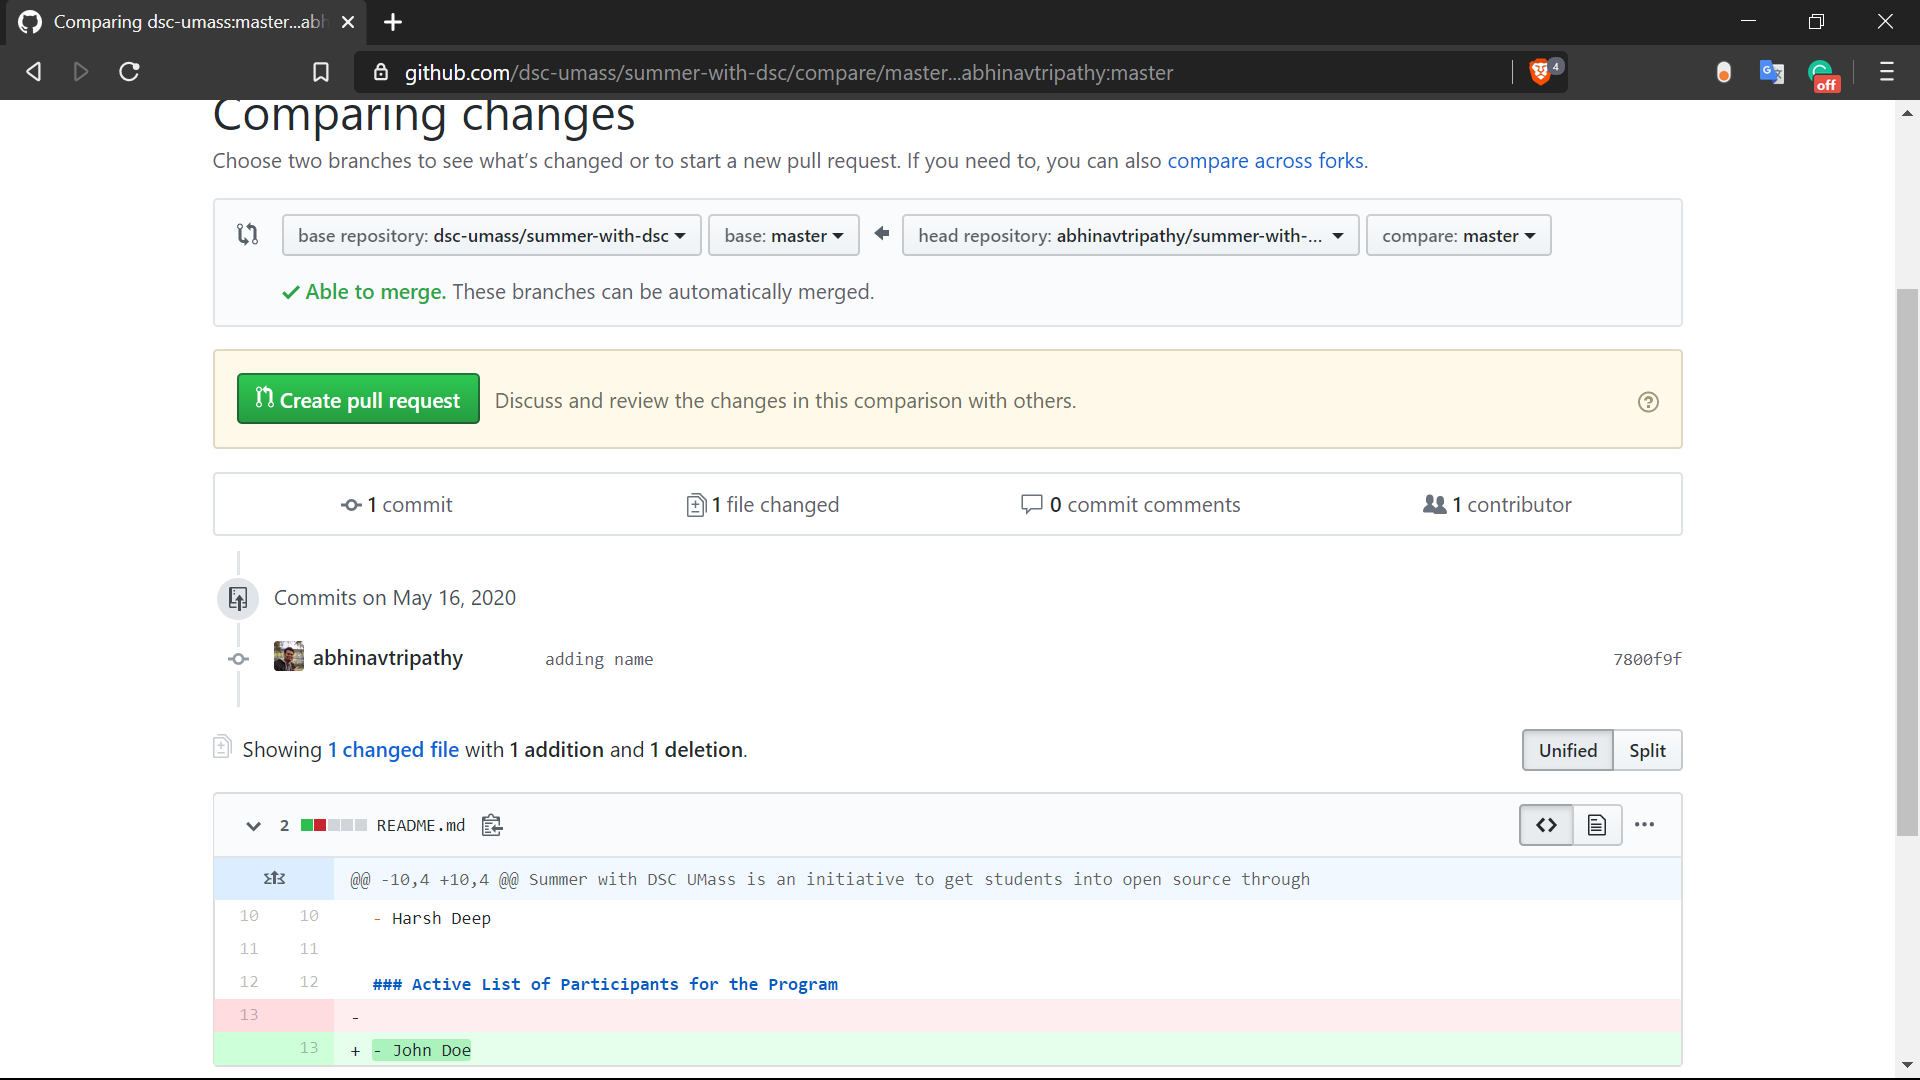 Comparing dsc-umass:master...abh
github.com/dsc-umass/summer-with-dsc/compare/master...abhinavtripathy:master
4
off
Comparing changes
Choose two branches to see what's changed or to start a new pull request. If you need to, you can also compare across forks.
base repository: dsc-umass/summer-with-dsc base: master head repository: abhinavtripathy/summer-with-... compare: master
Able to merge. These branches can be automatically merged.
Create pull request Discuss and review the changes in this comparison with others.
1 commit 1 file changed 0 commit comments 1 contributor
Commits on May 16, 2020
abhinavtripathy adding name 7800f9f
Showing 1 changed file with 1 addition and 1 deletion. Unified Split
2 README.md
@@ -10,4 +10,4 @@ Summer with DSC UMass is an initiative to get students into open source through
10 10 - Harsh Deep
11 11
12 12 ### Active List of Participants for the Program
13 -
13 + - John Doe